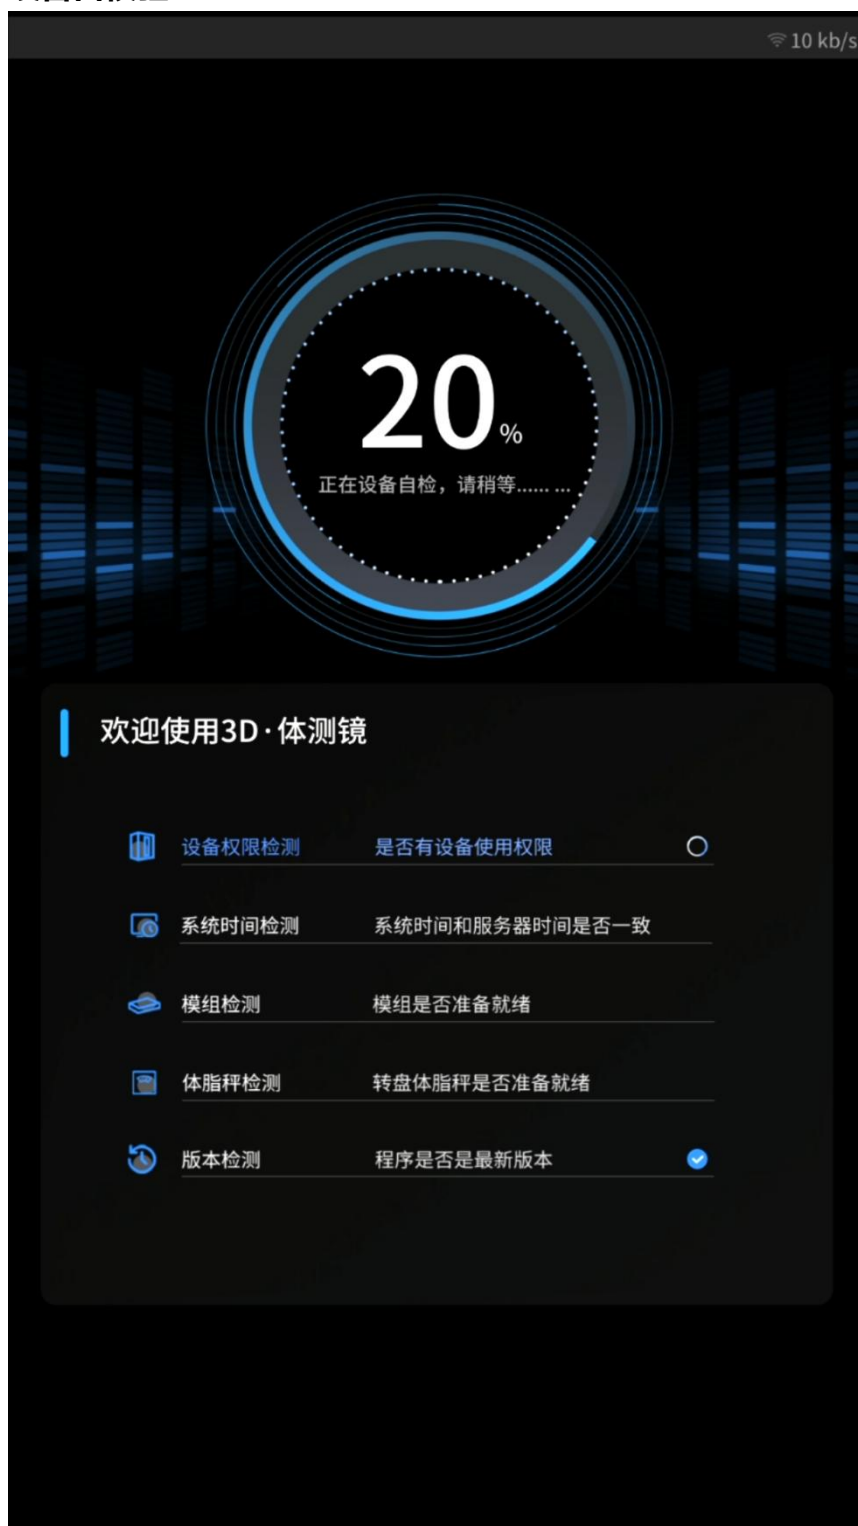 10 kb/s
20%
正在设备自检，请稍等...... ...
欢迎使用3D·体测镜
设备权限检测 是否有设备使用权限
系统时间检测 系统时间和服务器时间是否一致
模组检测 模组是否准备就绪
体脂秤检测 转盘体脂秤是否准备就绪
版本检测 程序是否是最新版本